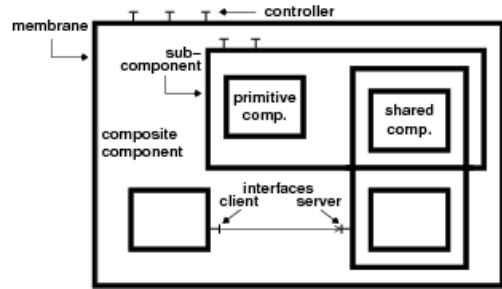 controller
membrane
sub-
component
primitive
comp.
shared
comp.
composite
component
interfaces
client server